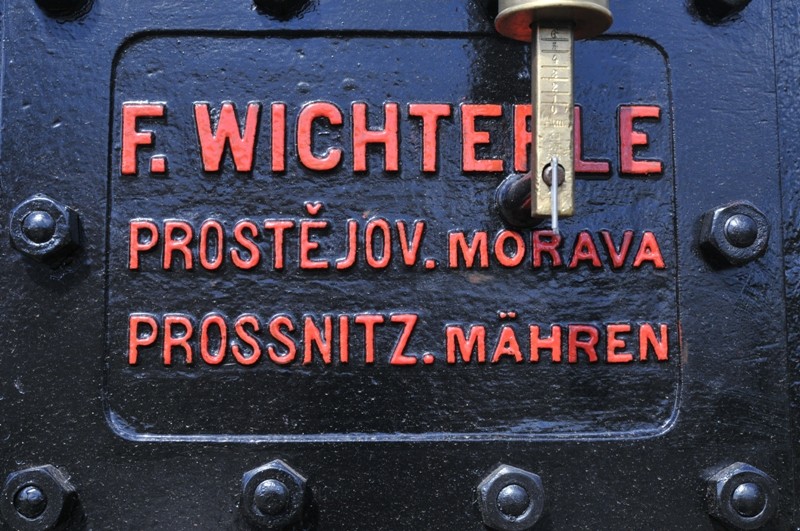 F. WICHTERLE
PROSTĚJOV. MORAVA
PROSSNITZ. MÄHREN